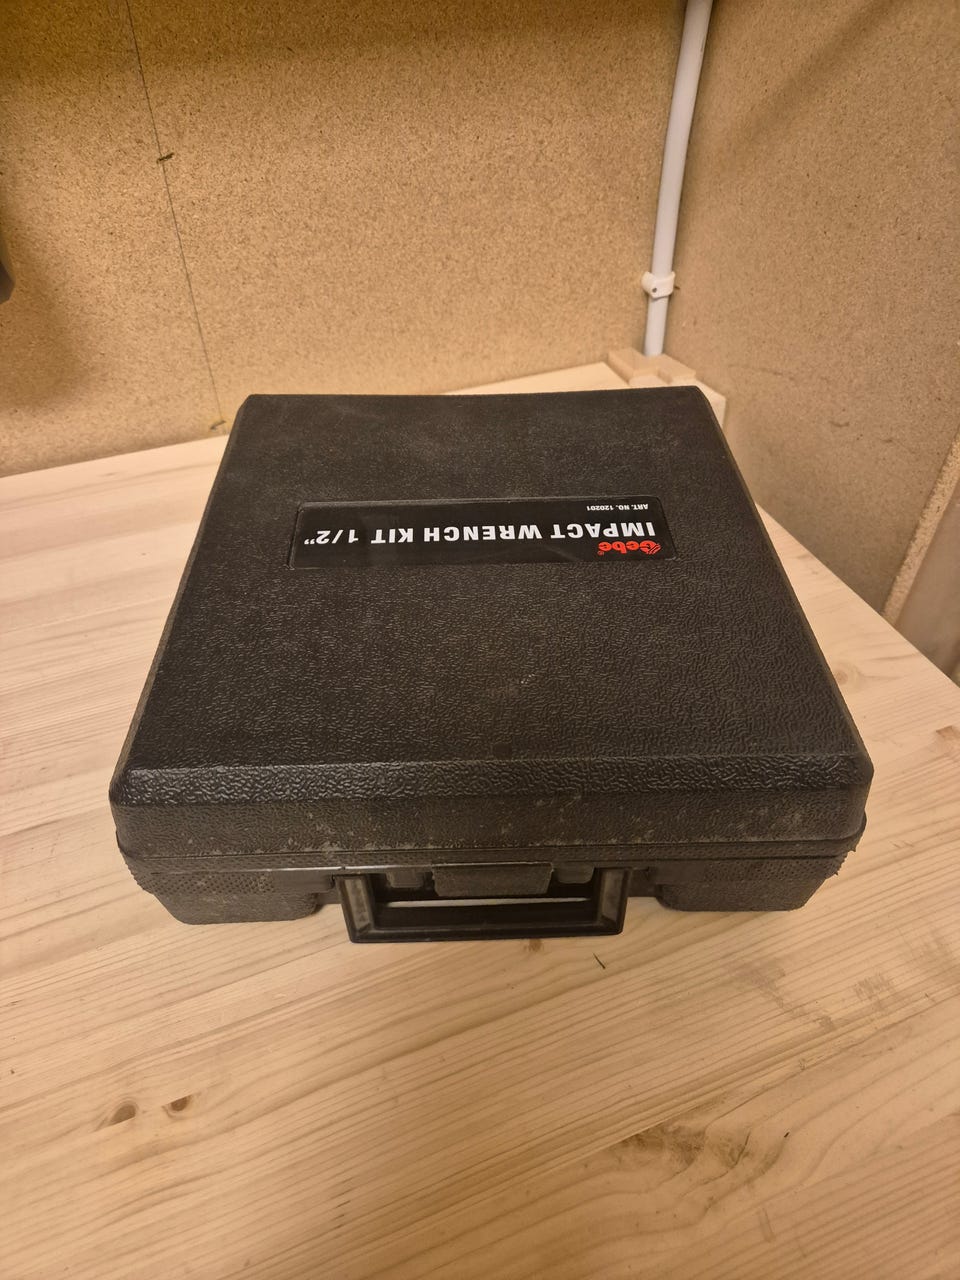 Gebe®
IMPACT WRENCH KIT 1/2”
ART. NO. 120201